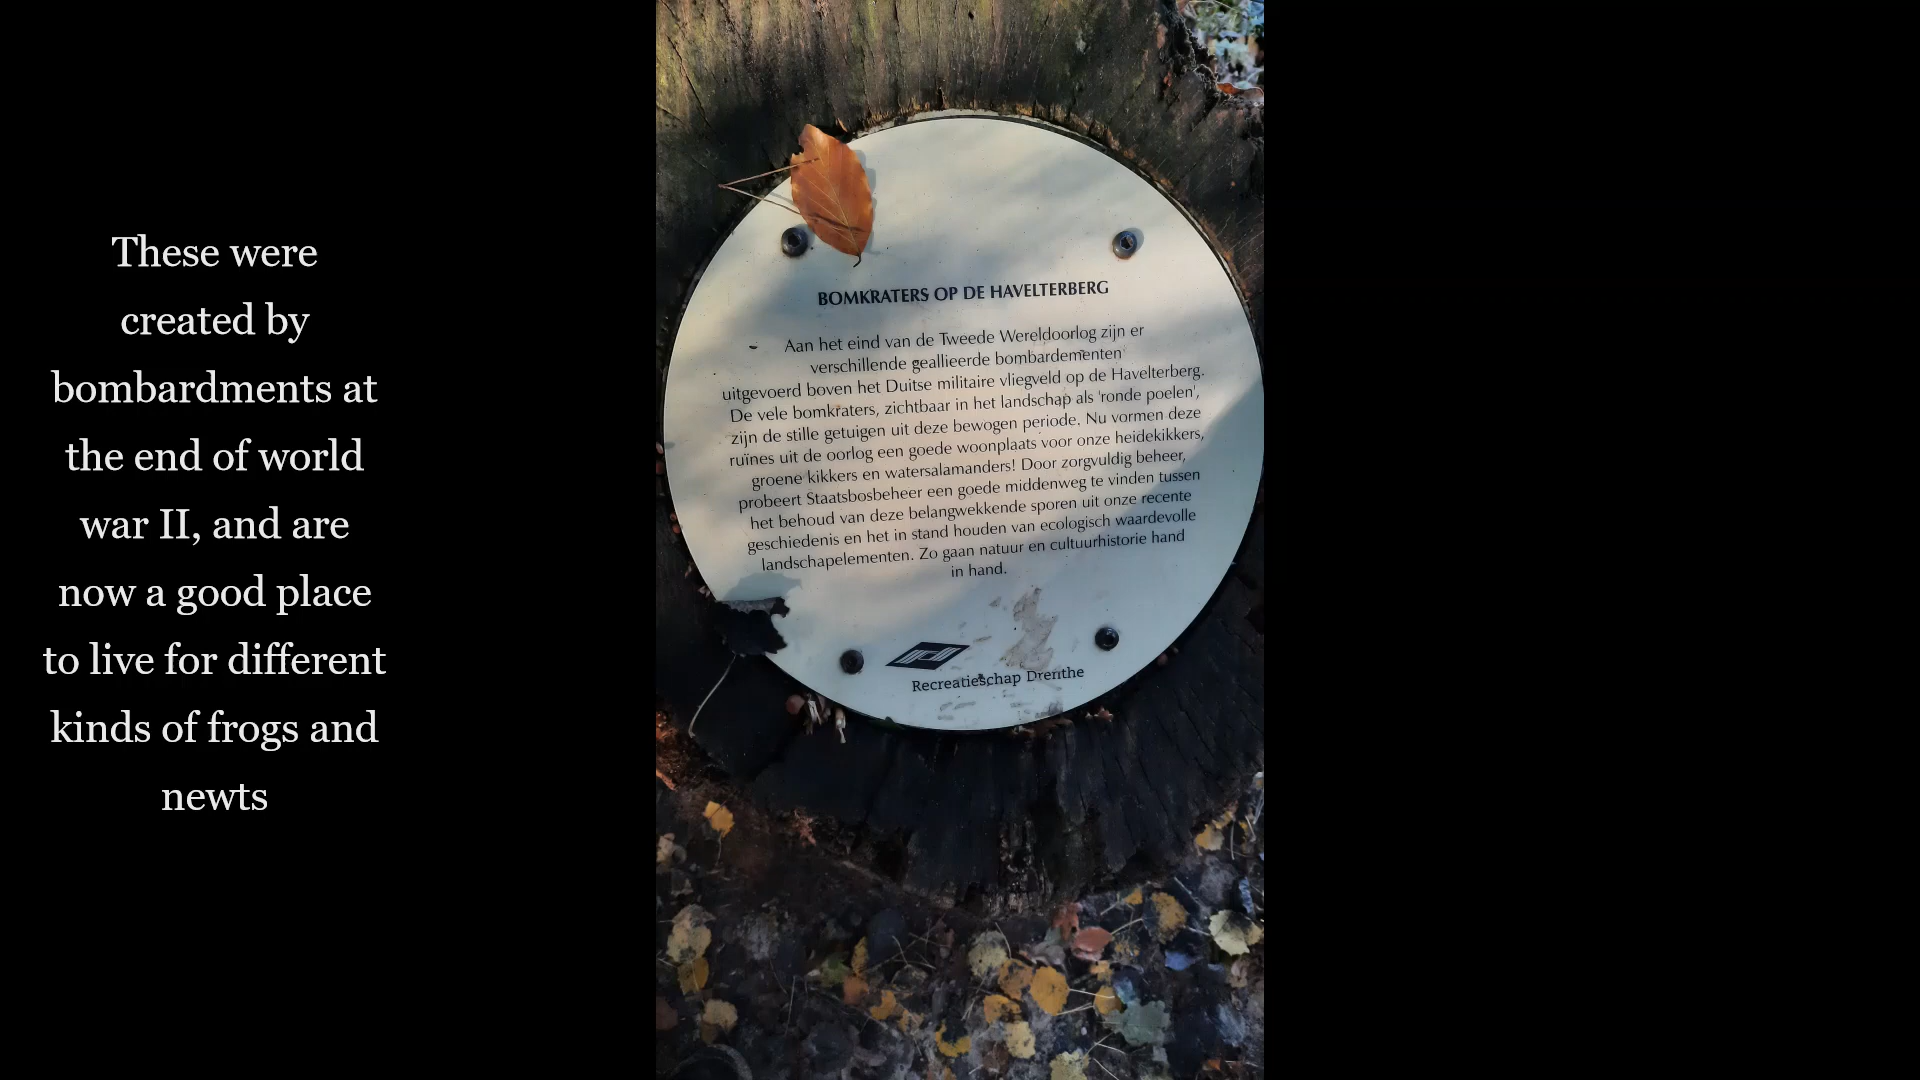 These were
created by
bombardments at
the end of world
war II, and are
now a good place
to live for different
kinds of frogs and
newts
BOMKRATERS OP DE HAVELTERBERG
Aan het eind van de Tweede Wereldoorlog zijn er
verschillende geallieerde bombardementen
uitgevoerd boven het Duitse militaire vliegveld op de Havelterberg.
De vele bomkraters, zichtbaar in het landschap als 'ronde poelen',
zijn de stille getuigen uit deze bewogen periode. Nu vormen deze
ruïnes uit de oorlog een goede woonplaats voor onze heidekikkers,
groene kikkers en watersalamanders! Door zorgvuldig beheer,
probeert Staatsbosbeheer een goede middenweg te vinden tussen
het behoud van deze belangwekkende sporen uit onze recente
geschiedenis en het in stand houden van ecologisch waardevolle
landschapelementen. Zo gaan natuur en cultuurhistorie hand
in hand.
Recreatieschap Drenthe